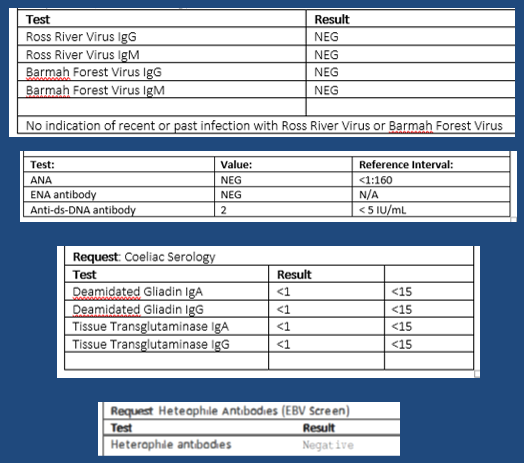 Test Result
Ross River Virus IgG NEG
Ross River Virus IgM NEG
Barmah Forest Virus IgG NEG
Barmah Forest Virus IgM NEG
No indication of recent or past infection with Ross River Virus or Barmah Forest Virus
Test: Value: Reference Interval:
ANA NEG <1:160
ENA antibody NEG N/A
Anti-ds-DNA antibody 2 < 5 IU/mL
Request: Coeliac Serology
Test Result
Deamidated Gliadin IgA <1 <15
Deamidated Gliadin IgG <1 <15
Tissue Transglutaminase IgA <1 <15
Tissue Transglutaminase IgG <1 <15
Request Heteophile Antibodies (EBV Screen)
Test Result
Heterophile antibodies Negative